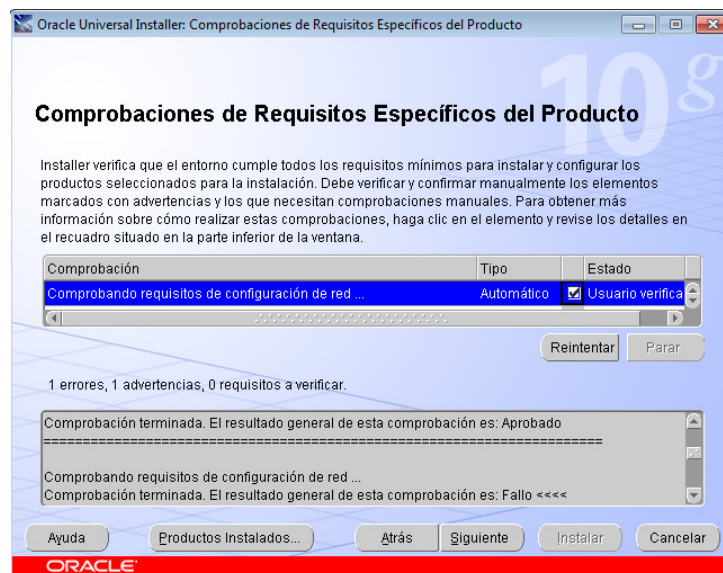 Oracle Universal Installer: Comprobaciones de Requisitos Específicos del Producto
10g
Comprobaciones de Requisitos Específicos del Producto
Installer verifica que el entorno cumple todos los requisitos mínimos para instalar y configurar los
productos seleccionados para la instalación. Debe verificar y confirmar manualmente los elementos
marcados con advertencias y los que necesitan comprobaciones manuales. Para obtener más
información sobre cómo realizar estas comprobaciones, haga clic en el elemento y revise los detalles en
el recuadro situado en la parte inferior de la ventana.
Comprobación Tipo Estado
Comprobando requisitos de configuración de red ... Automático Usuario verifica
Reintentar Parar
1 errores, 1 advertencias, 0 requisitos a verificar.
Comprobación terminada. El resultado general de esta comprobación es: Aprobado
=======================================================================
Comprobando requisitos de configuración de red ...
Comprobación terminada. El resultado general de esta comprobación es: Fallo <<<<
Ayuda Productos Instalados... Atrás Siguiente Instalar Cancelar
ORACLE